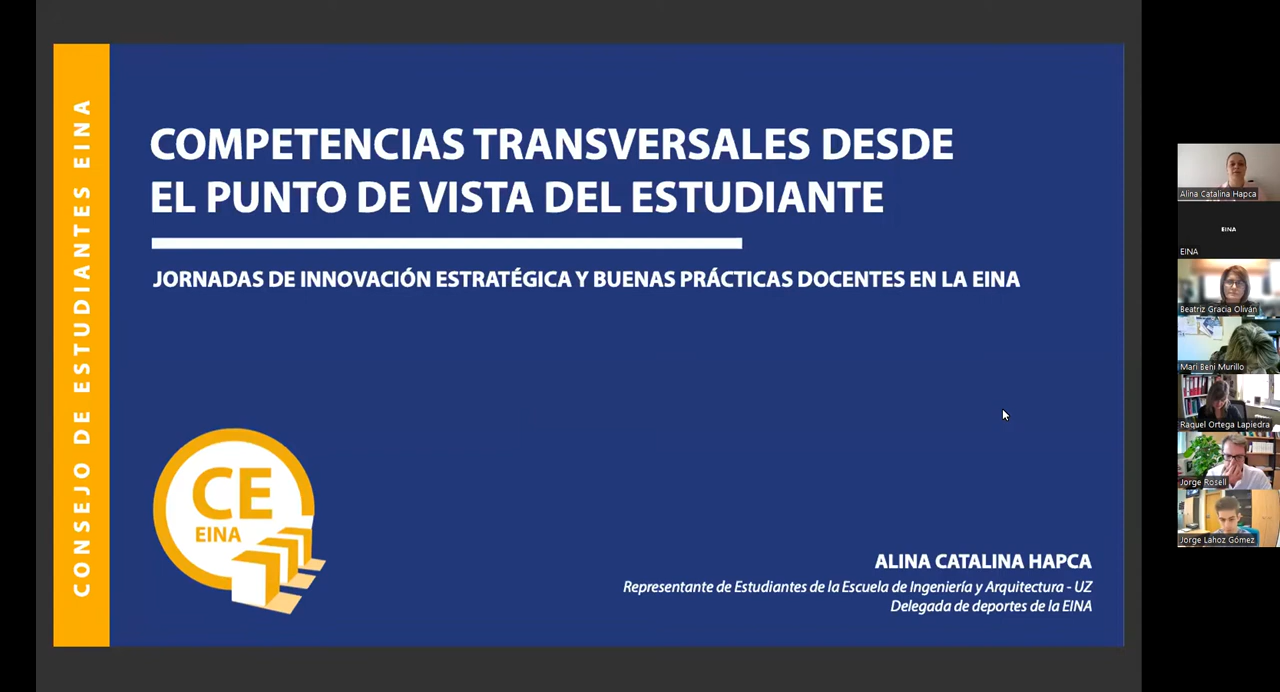 CONSEJO DE ESTUDIANTES EINA
COMPETENCIAS TRANSVERSALES DESDE
EL PUNTO DE VISTA DEL ESTUDIANTE
JORNADAS DE INNOVACIÓN ESTRATÉGICA Y BUENAS PRÁCTICAS DOCENTES EN LA EINA
CE
EINA
ALINA CATALINA HAPCA
Representante de Estudiantes de la Escuela de Ingeniería y Arquitectura - UZ
Delegada de deportes de la EINA
Alina Catalina Hapca
EINA
EINA
Beatriz Gracia Oliván
Mari Beni Murillo
Raquel Ortega Lapiedra
Jorge Rosell
Jorge Lahoz Gómez